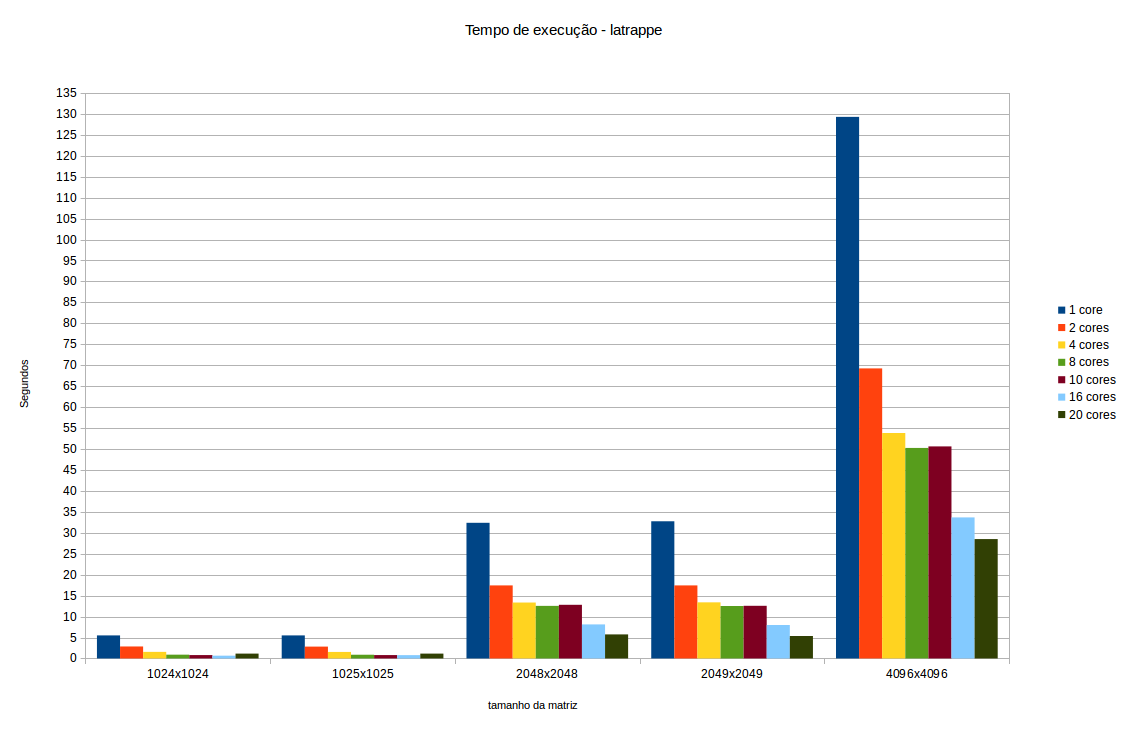 Tempo de execução - latrappe
135
130
125
120
115
110
105
100
95
90
85
80
75
70
65
60
55
50
45
40
35
30
25
20
15
10
5
0
Segundos
1024x1024 1025x1025 2048x2048 2049x2049 4096x4096
tamanho da matriz
1 core
2 cores
4 cores
8 cores
10 cores
16 cores
20 cores